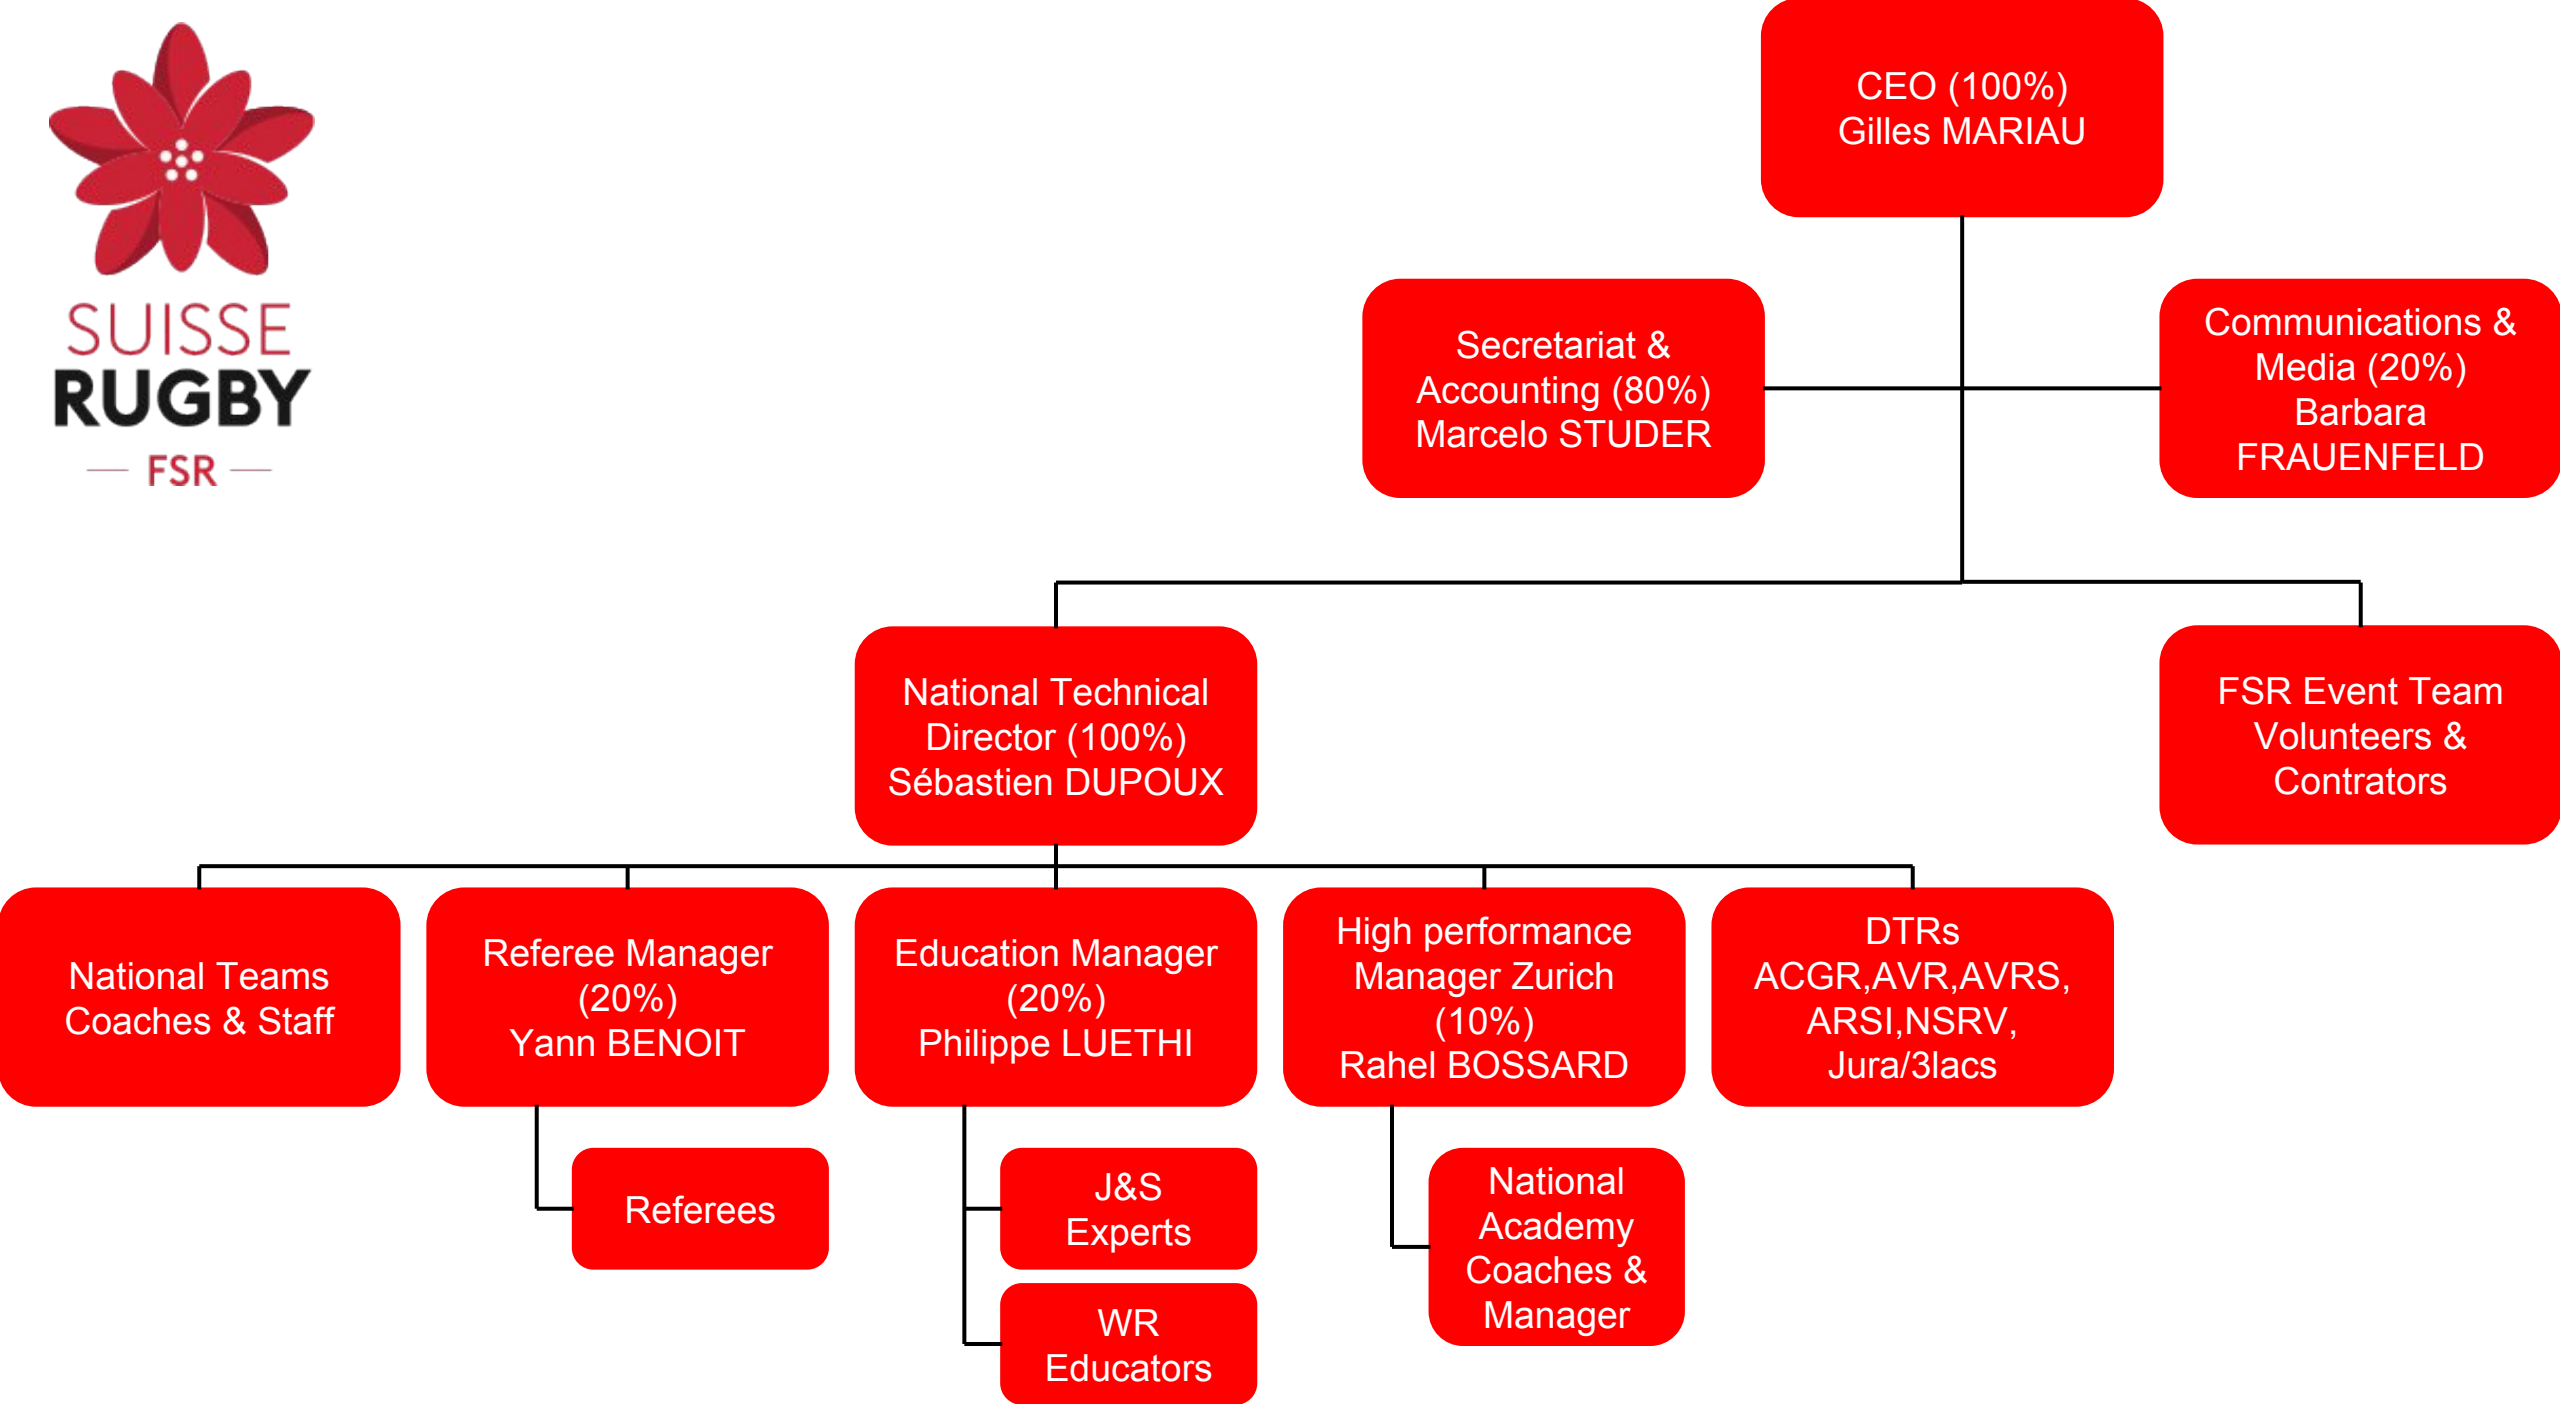 SUISSE
RUGBY
FSR
CEO (100%)
Gilles MARIAU
Secretariat &
Accounting (80%)
Marcelo STUDER
Communications &
Media (20%)
Barbara
FRAUENFELD
National Technical
Director (100%)
Sébastien DUPOUX
FSR Event Team
Volunteers &
Contrators
National Teams
Coaches & Staff
Referee Manager
(20%)
Yann BENOIT
Education Manager
(20%)
Philippe LUETHI
High performance
Manager Zurich
(10%)
Rahel BOSSARD
DTRs
ACGR,AVR,AVRS,
ARSI,NSRV,
Jura/3lacs
Referees
J&S
Experts
WR
Educators
National
Academy
Coaches &
Manager